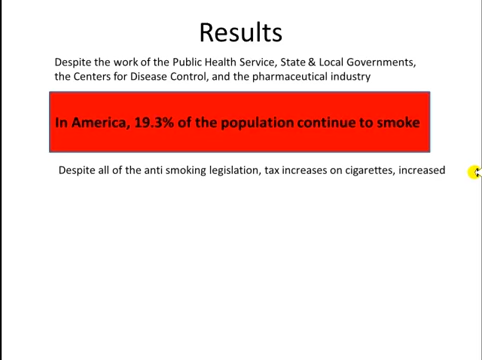 Results
Despite the work of the Public Health Service, State & Local Governments,
the Centers for Disease Control, and the pharmaceutical industry
In America, 19.3% of the population continue to smoke
Despite all of the anti smoking legislation, tax increases on cigarettes, increased